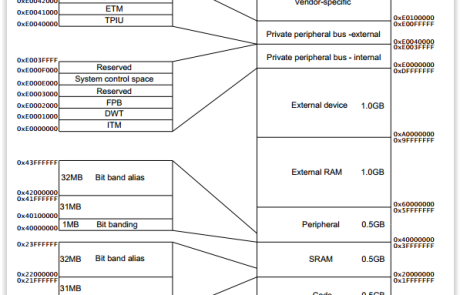 0xE0042000
0xE0041000 ETM
0xE0040000 TPIU
0xE003FFFF
0xE000F000 Reserved
0xE000E000 System control space
0xE0003000 Reserved
0xE0002000 FPB
0xE0001000 DWT
0xE0000000 ITM
0x43FFFFFF
32MB Bit band alias
0x42000000
0x41FFFFFF
31MB
0x40100000
1MB Bit banding
0x40000000
0x23FFFFFF
32MB Bit band alias
0x22000000
0x21FFFFFF
31MB
Vendor-specific
0xE0100000
0xE00FFFFF
Private peripheral bus -external
0xE0040000
0xE003FFFF
Private peripheral bus - internal
0xE0000000
0xDFFFFFFF
External device 1.0GB
0xA0000000
0x9FFFFFFF
External RAM 1.0GB
0x60000000
0x5FFFFFFF
Peripheral 0.5GB
0x40000000
0x3FFFFFFF
SRAM 0.5GB
0x20000000
0x1FFFFFFF
Code 0.5GB